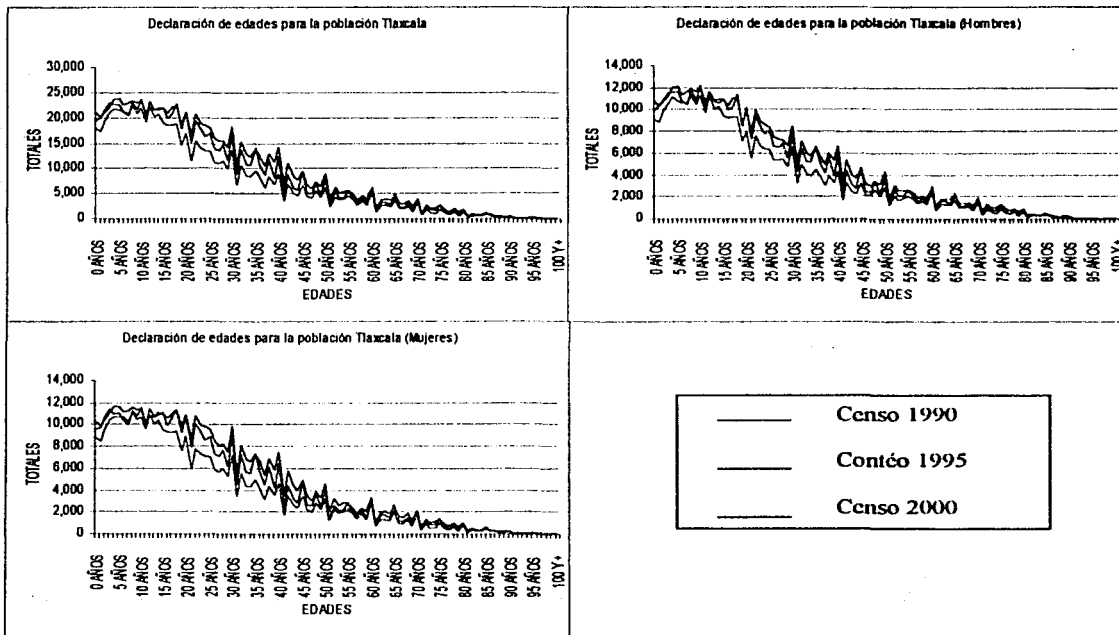 Declaración de edades para la población Tlaxcala
30,000
25,000
20,000
15,000
10,000
5,000
0
TOTALES
0 AÑOS
5 AÑOS
10 AÑOS
15 AÑOS
20 AÑOS
25 AÑOS
30 AÑOS
35 AÑOS
40 AÑOS
45 AÑOS
50 AÑOS
55 AÑOS
60 AÑOS
65 AÑOS
70 AÑOS
75 AÑOS
80 AÑOS
85 AÑOS
90 AÑOS
95 AÑOS
100 Y+
EDADES
Declaración de edades para la población Tlaxcala (Hombres)
14,000
12,000
10,000
8,000
6,000
4,000
2,000
0
TOTALES
0 AÑOS
5 AÑOS
10 AÑOS
15 AÑOS
20 AÑOS
25 AÑOS
30 AÑOS
35 AÑOS
40 AÑOS
45 AÑOS
50 AÑOS
55 AÑOS
60 AÑOS
65 AÑOS
70 AÑOS
75 AÑOS
80 AÑOS
85 AÑOS
90 AÑOS
95 AÑOS
100 Y+
EDADES
Declaración de edades para la población Tlaxcala (Mujeres)
14,000
12,000
10,000
8,000
6,000
4,000
2,000
0
TOTALES
0 AÑOS
5 AÑOS
10 AÑOS
15 AÑOS
20 AÑOS
25 AÑOS
30 AÑOS
35 AÑOS
40 AÑOS
45 AÑOS
50 AÑOS
55 AÑOS
60 AÑOS
65 AÑOS
70 AÑOS
75 AÑOS
80 AÑOS
85 AÑOS
90 AÑOS
95 AÑOS
100 Y+
EDADES
Censo 1990
Contéo 1995
Censo 2000